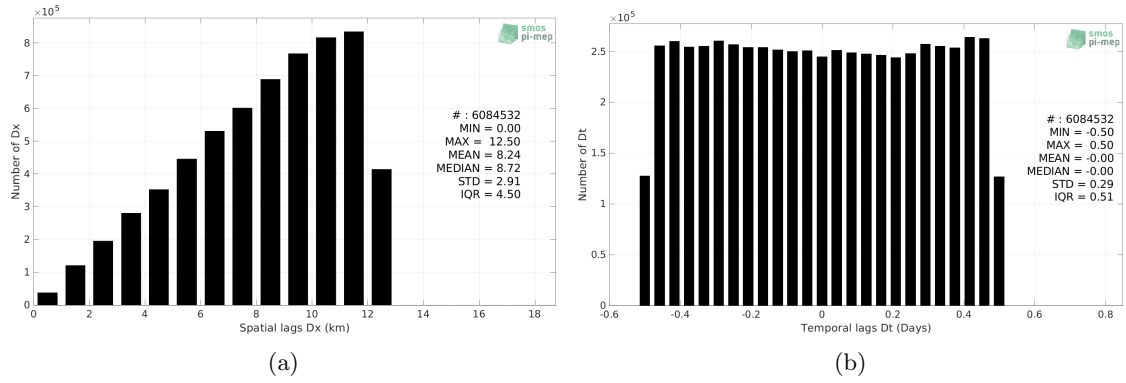 ×10⁵
8
7
6
5
4
3
2
1
0
Number of Dx
0 2 4 6 8 10 12 14 16 18
Spatial lags Dx (km)
smos
pi-mep
# : 6084532
MIN = 0.00
MAX = 12.50
MEAN = 8.24
MEDIAN = 8.72
STD = 2.91
IQR = 4.50
(a)
×10⁵
2.5
2
1.5
1
0.5
0
Number of Dt
-0.6 -0.4 -0.2 0 0.2 0.4 0.6 0.8
Temporal lags Dt (Days)
smos
pi-mep
# : 6084532
MIN = -0.50
MAX = 0.50
MEAN = -0.00
MEDIAN = -0.00
STD = 0.29
IQR = 0.51
(b)